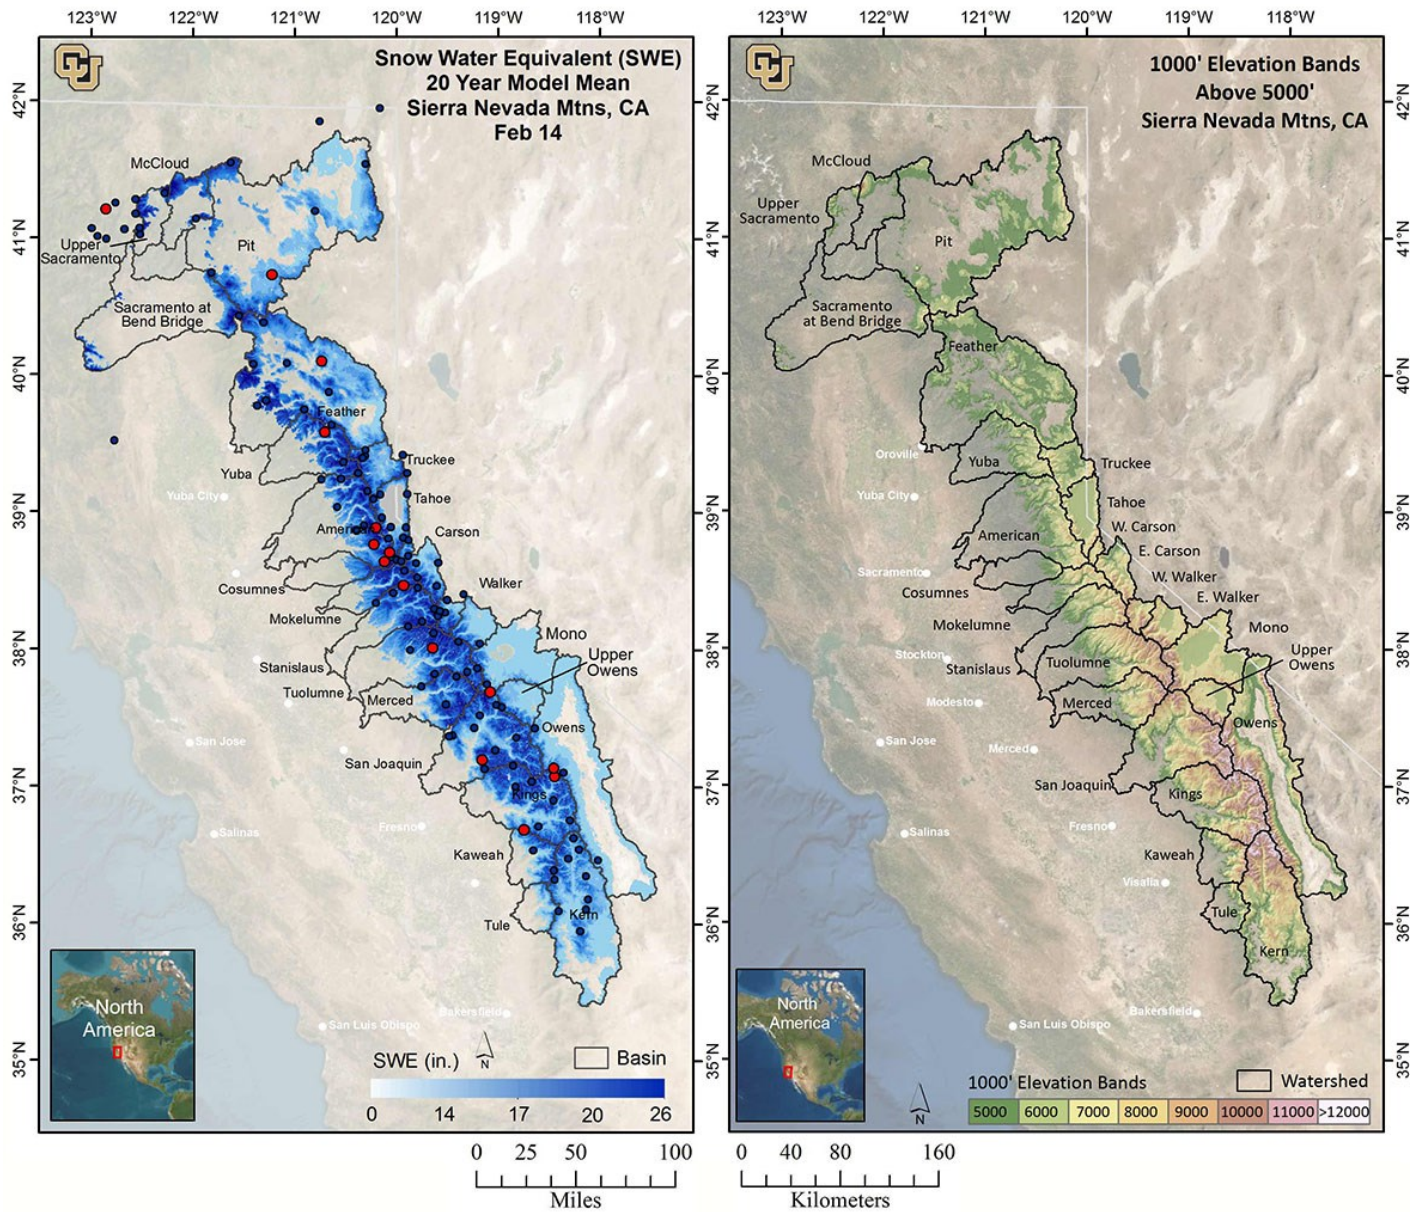 123°W 122°W 121°W 120°W 119°W 118°W
CU
Snow Water Equivalent (SWE)
20 Year Model Mean
Sierra Nevada Mtns, CA
Feb 14
42°N
41°N
40°N
39°N
38°N
37°N
36°N
35°N
McCloud
Upper
Sacramento
Pit
Sacramento at
Bend Bridge
Feather
Yuba
Truckee
Yuba City
Tahoe
American
Carson
Cosumnes
Walker
Mokelumne
Mono
Stanislaus
Upper
Owens
Tuolumne
Merced
Owens
San Jose
San Joaquin
Kings
Salinas
Fresno
Kaweah
Tule
Kern
North
America
Bakersfield
San Luis Obispo
SWE (in.)
N
Basin
0 14 17 20 26
0 25 50 100
Miles
123°W 122°W 121°W 120°W 119°W 118°W
CU
1000' Elevation Bands
Above 5000'
Sierra Nevada Mtns, CA
42°N
41°N
40°N
39°N
38°N
37°N
36°N
35°N
McCloud
Upper
Sacramento
Pit
Sacramento
at Bend Bridge
Feather
Oroville
Yuba
Truckee
Yuba City
Tahoe
W. Carson
American
E. Carson
Sacramento
W. Walker
Cosumnes
E. Walker
Mokelumne
Mono
Stockton
Stanislaus
Tuolumne
Upper
Owens
Modesto
Merced
Owens
San Jose
Merced
San Joaquin
Kings
Salinas
Fresno
Kaweah
Visalia
Tule
Kern
North
America
Bakersfield
San Luis Obispo
N
1000' Elevation Bands
Watershed
5000 6000 7000 8000 9000 10000 11000 >12000
0 40 80 160
Kilometers